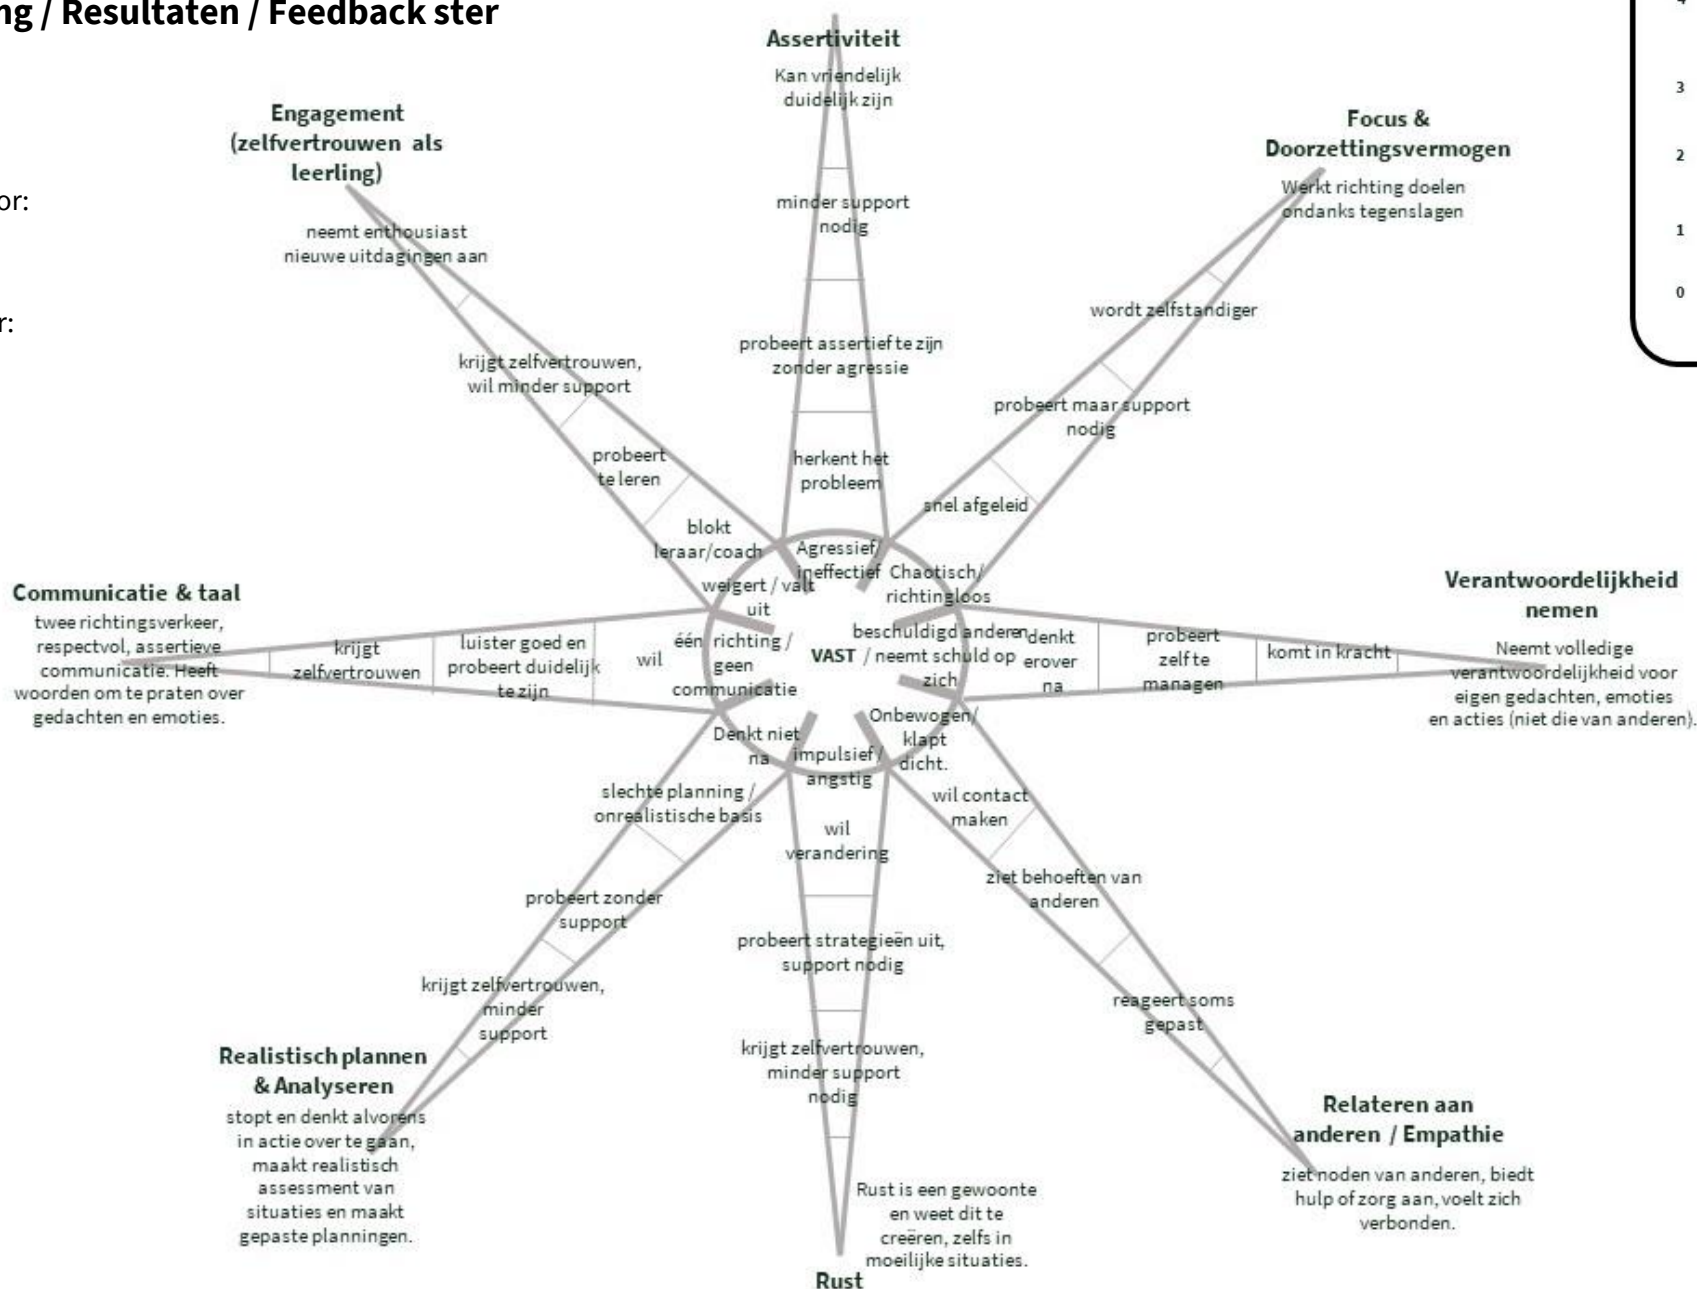 ng / Resultaten / Feedback ster
or:
r:
4
3
2
1
0
Assertiviteit
Kan vriendelijk
duidelijk zijn
minder support
nodig
probeert assertief te zijn
zonder agressie
herkent het
probleem
Agressief/
ineffectief
Focus &
Doorzettingsvermogen
Werkt richting doelen
ondanks tegenslagen
wordt zelfstandiger
probeert maar support
nodig
snel afgeleid
Chaotisch/
richtingloos
Verantwoordelijkheid
nemen
Neemt volledige
verantwoordelijkheid voor
eigen gedachten, emoties
en acties (niet die van anderen).
komt in kracht
probeert
zelf te
managen
denkt
erover
na
beschuldigd anderen
/ neemt schuld op
zich
Relateren aan
anderen / Empathie
ziet noden van anderen, biedt
hulp of zorg aan, voelt zich
verbonden.
reageert soms
gepast
ziet behoeften van
anderen
wil contact
maken
Onbewogen/
klapt
dicht.
Rust
Rust is een gewoonte
en weet dit te
creëren, zelfs in
moeilijke situaties.
krijgt zelfvertrouwen,
minder support
nodig
probeert strategieën uit,
support nodig
wil
verandering
impulsief /
angstig
Realistisch plannen
& Analyseren
stopt en denkt alvorens
in actie over te gaan,
maakt realistisch
assessment van
situaties en maakt
gepaste planningen.
krijgt zelfvertrouwen,
minder
support
probeert zonder
support
slechte planning /
onrealistische basis
Denkt niet
na
Communicatie & taal
twee richtingsverkeer,
respectvol, assertieve
communicatie. Heeft
woorden om te praten over
gedachten en emoties.
krijgt
zelfvertrouwen
luister goed en
probeert duidelijk
te zijn
wil
één richting /
geen
communicatie
Engagement
(zelfvertrouwen als
leerling)
neemt enthousiast
nieuwe uitdagingen aan
krijgt zelfvertrouwen,
wil minder support
probeert
te leren
blokt
leraar/coach
weigert / valt
uit
VAST